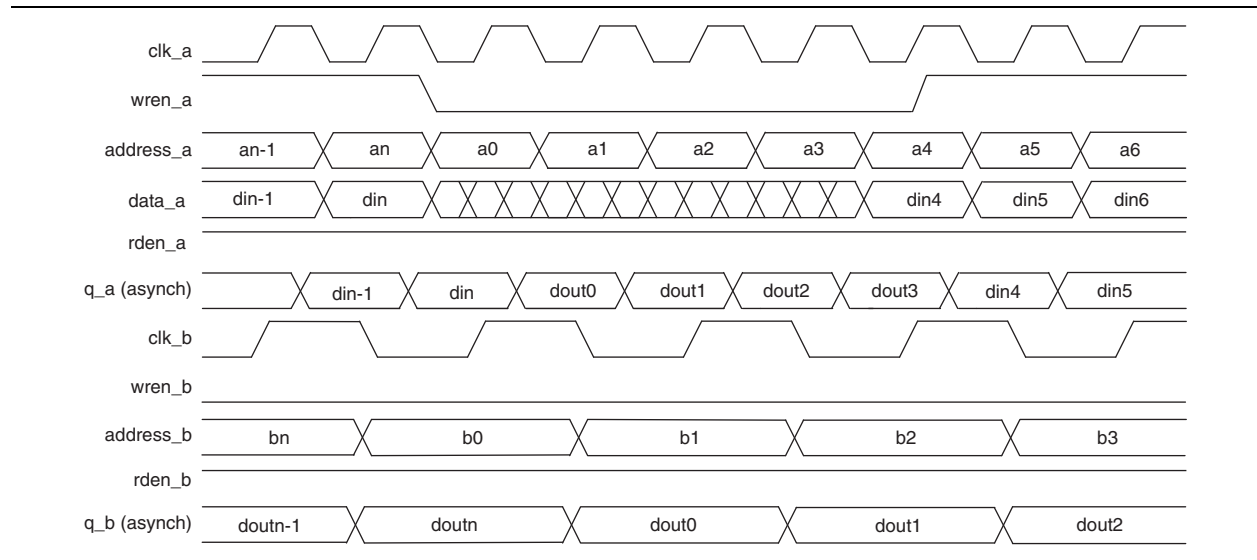 clk_a
wren_a
address_a an-1 an a0 a1 a2 a3 a4 a5 a6
data_a din-1 din din4 din5 din6
rden_a
q_a (asynch) din-1 din dout0 dout1 dout2 dout3 din4 din5
clk_b
wren_b
address_b bn b0 b1 b2 b3
rden_b
q_b (asynch) doutn-1 doutn dout0 dout1 dout2